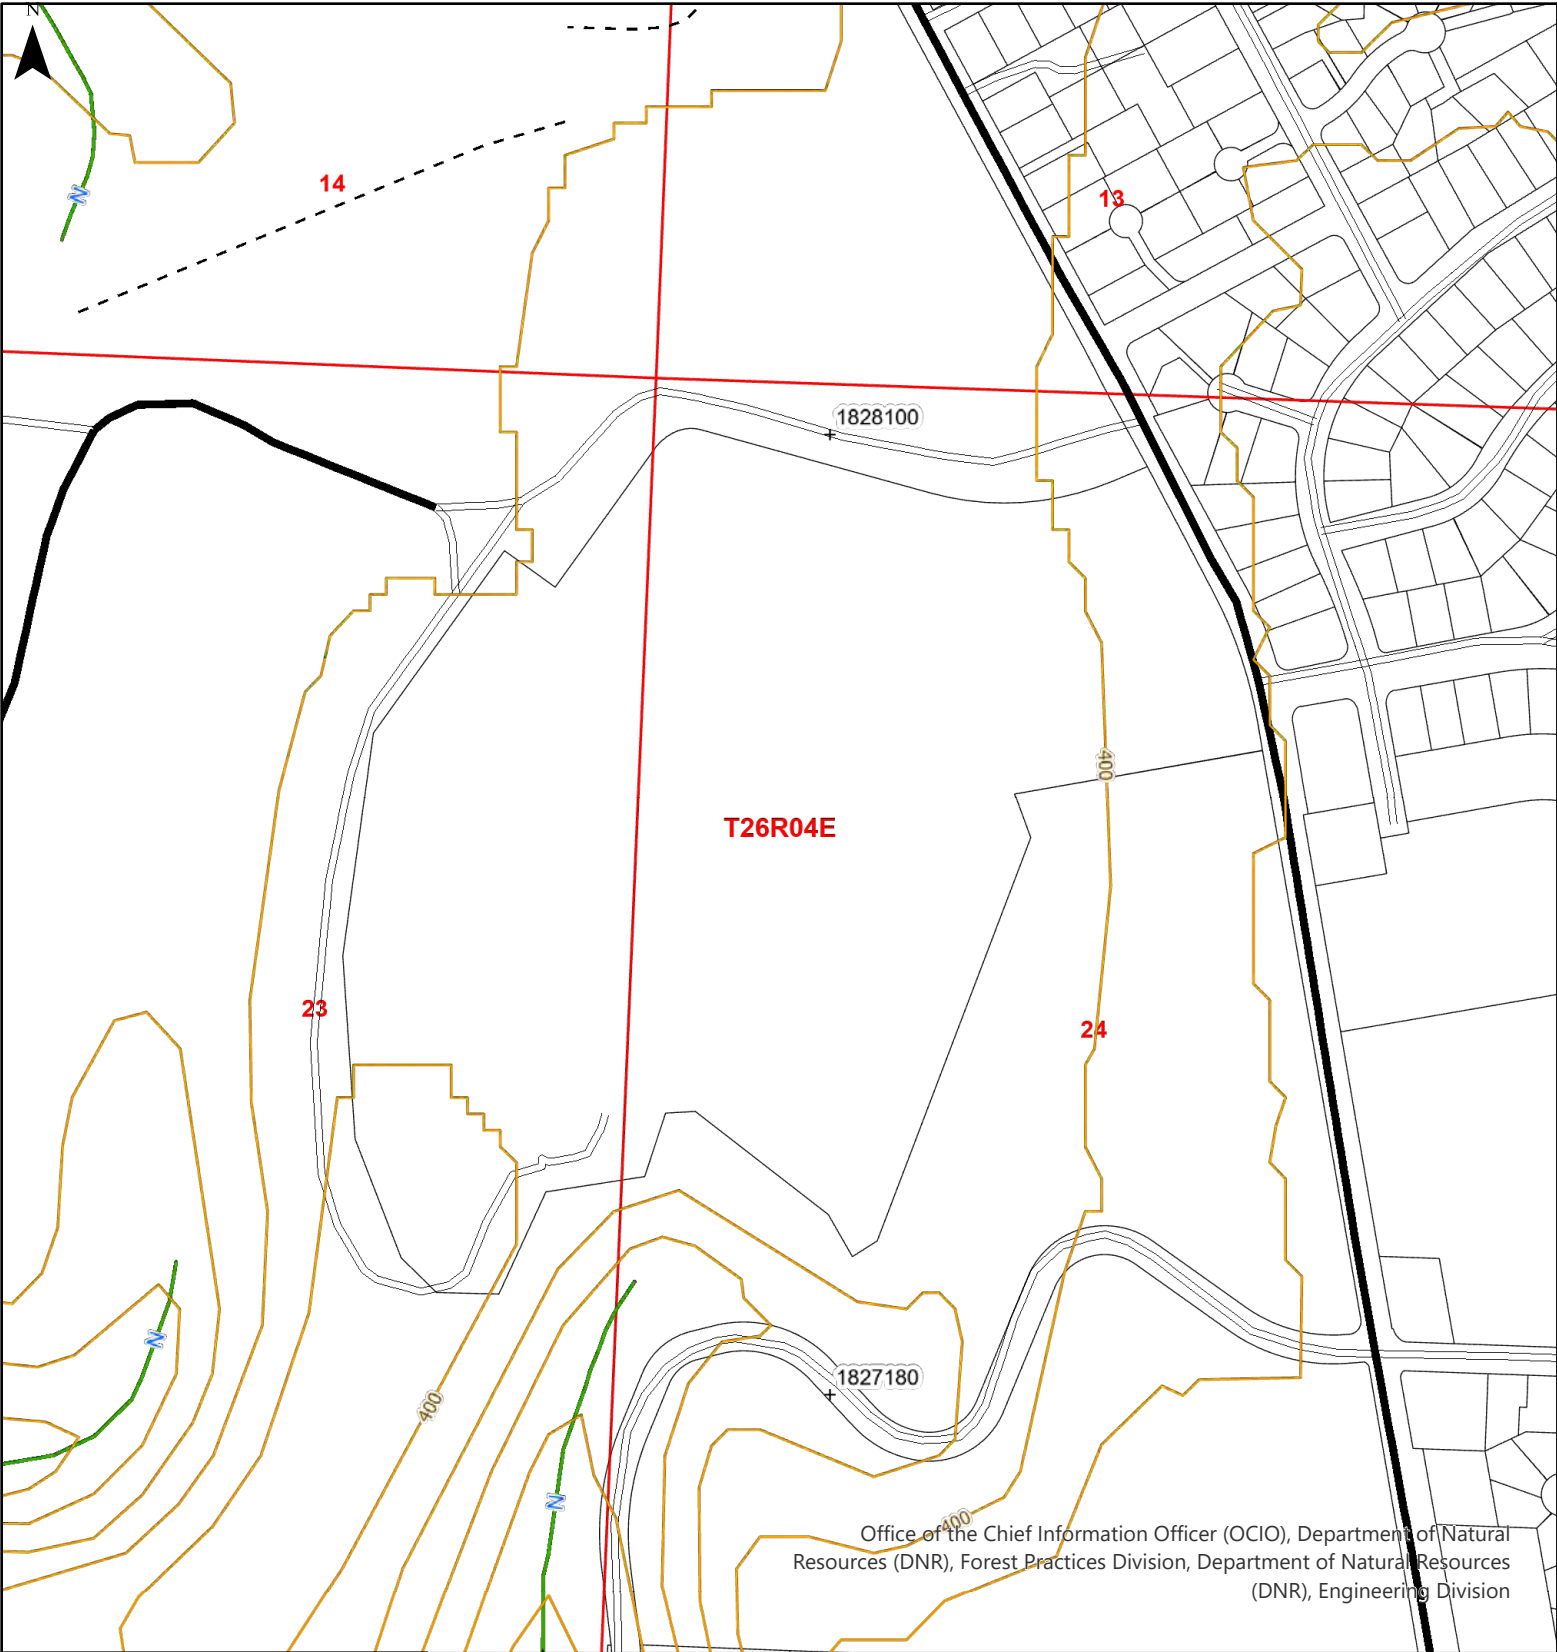 N
14
N
13
1828100
400
T26R04E
23
24
N
1827180
400
N
400
Office of the Chief Information Officer (OCIO), Department of Natural
Resources (DNR), Forest Practices Division, Department of Natural Resources
(DNR), Engineering Division